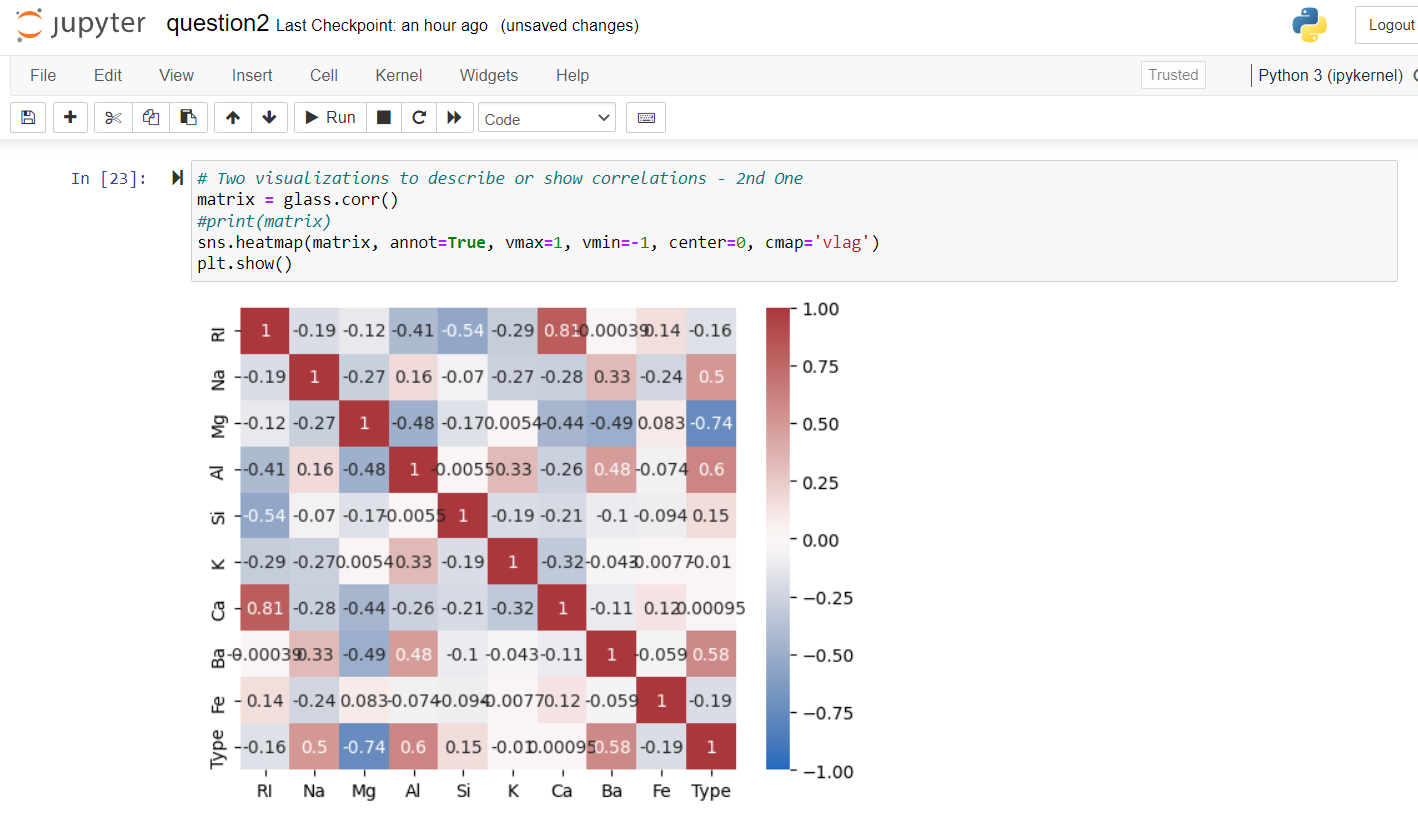 jupyter question2 Last Checkpoint: an hour ago (unsaved changes) Logout
File Edit View Insert Cell Kernel Widgets Help Trusted Python 3 (ipykernel)
Run Code
In [23]: # Two visualizations to describe or show correlations - 2nd One
matrix = glass.corr()
#print(matrix)
sns.heatmap(matrix, annot=True, vmax=1, vmin=-1, center=0, cmap='vlag')
plt.show()
RI 1 -0.19 -0.12 -0.41 -0.54 -0.29 0.81 -0.00039 0.14 -0.16
Na -0.19 1 -0.27 0.16 -0.07 -0.27 -0.28 0.33 -0.24 0.5
Mg -0.12 -0.27 1 -0.48 -0.17 0.0054 -0.44 -0.49 0.083 -0.74
Al -0.41 0.16 -0.48 1 -0.0055 0.33 -0.26 0.48 -0.074 0.6
Si -0.54 -0.07 -0.17 -0.0055 1 -0.19 -0.21 -0.1 -0.094 0.15
K -0.29 -0.27 0.0054 0.33 -0.19 1 -0.32 -0.043 -0.0077 -0.01
Ca 0.81 -0.28 -0.44 -0.26 -0.21 -0.32 1 -0.11 0.12 0.00095
Ba -0.00039 0.33 -0.49 0.48 -0.1 -0.043 -0.11 1 -0.059 0.58
Fe 0.14 -0.24 0.083 -0.074 -0.094 -0.0077 0.12 -0.059 1 -0.19
Type -0.16 0.5 -0.74 0.6 0.15 -0.01 0.00095 0.58 -0.19 1
RI Na Mg Al Si K Ca Ba Fe Type
1.00
0.75
0.50
0.25
0.00
−0.25
−0.50
−0.75
−1.00